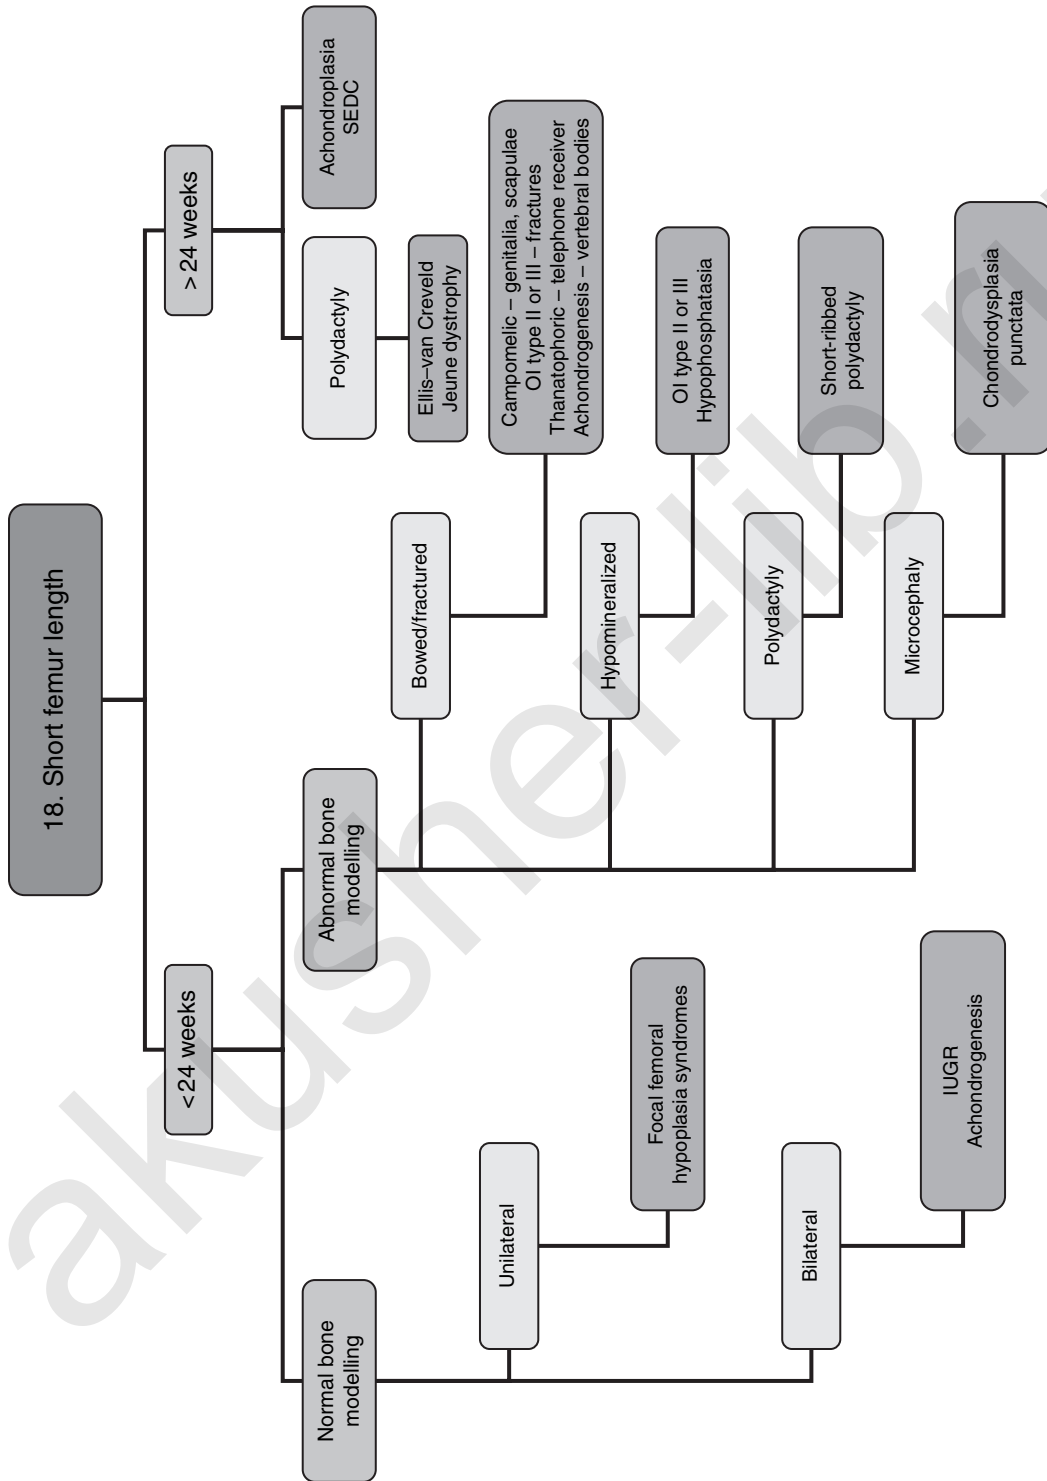 18. Short femur length
<24 weeks
>24 weeks
Normal bone
modelling
Abnormal bone
modelling
Polydactyly
Achondroplasia
SEDC
Ellis–van Creveld
Jeune dystrophy
Unilateral
Focal femoral
hypoplasia syndromes
Bilateral
IUGR
Achondrogenesis
Bowed/fractured
Campomelic – genitalia, scapulae
OI type II or III – fractures
Thanatophoric – telephone receiver
Achondrogenesis – vertebral bodies
Hypomineralized
OI type II or III
Hypophosphatasia
Polydactyly
Short-ribbed
polydactyly
Microcephaly
Chondrodysplasia
punctata